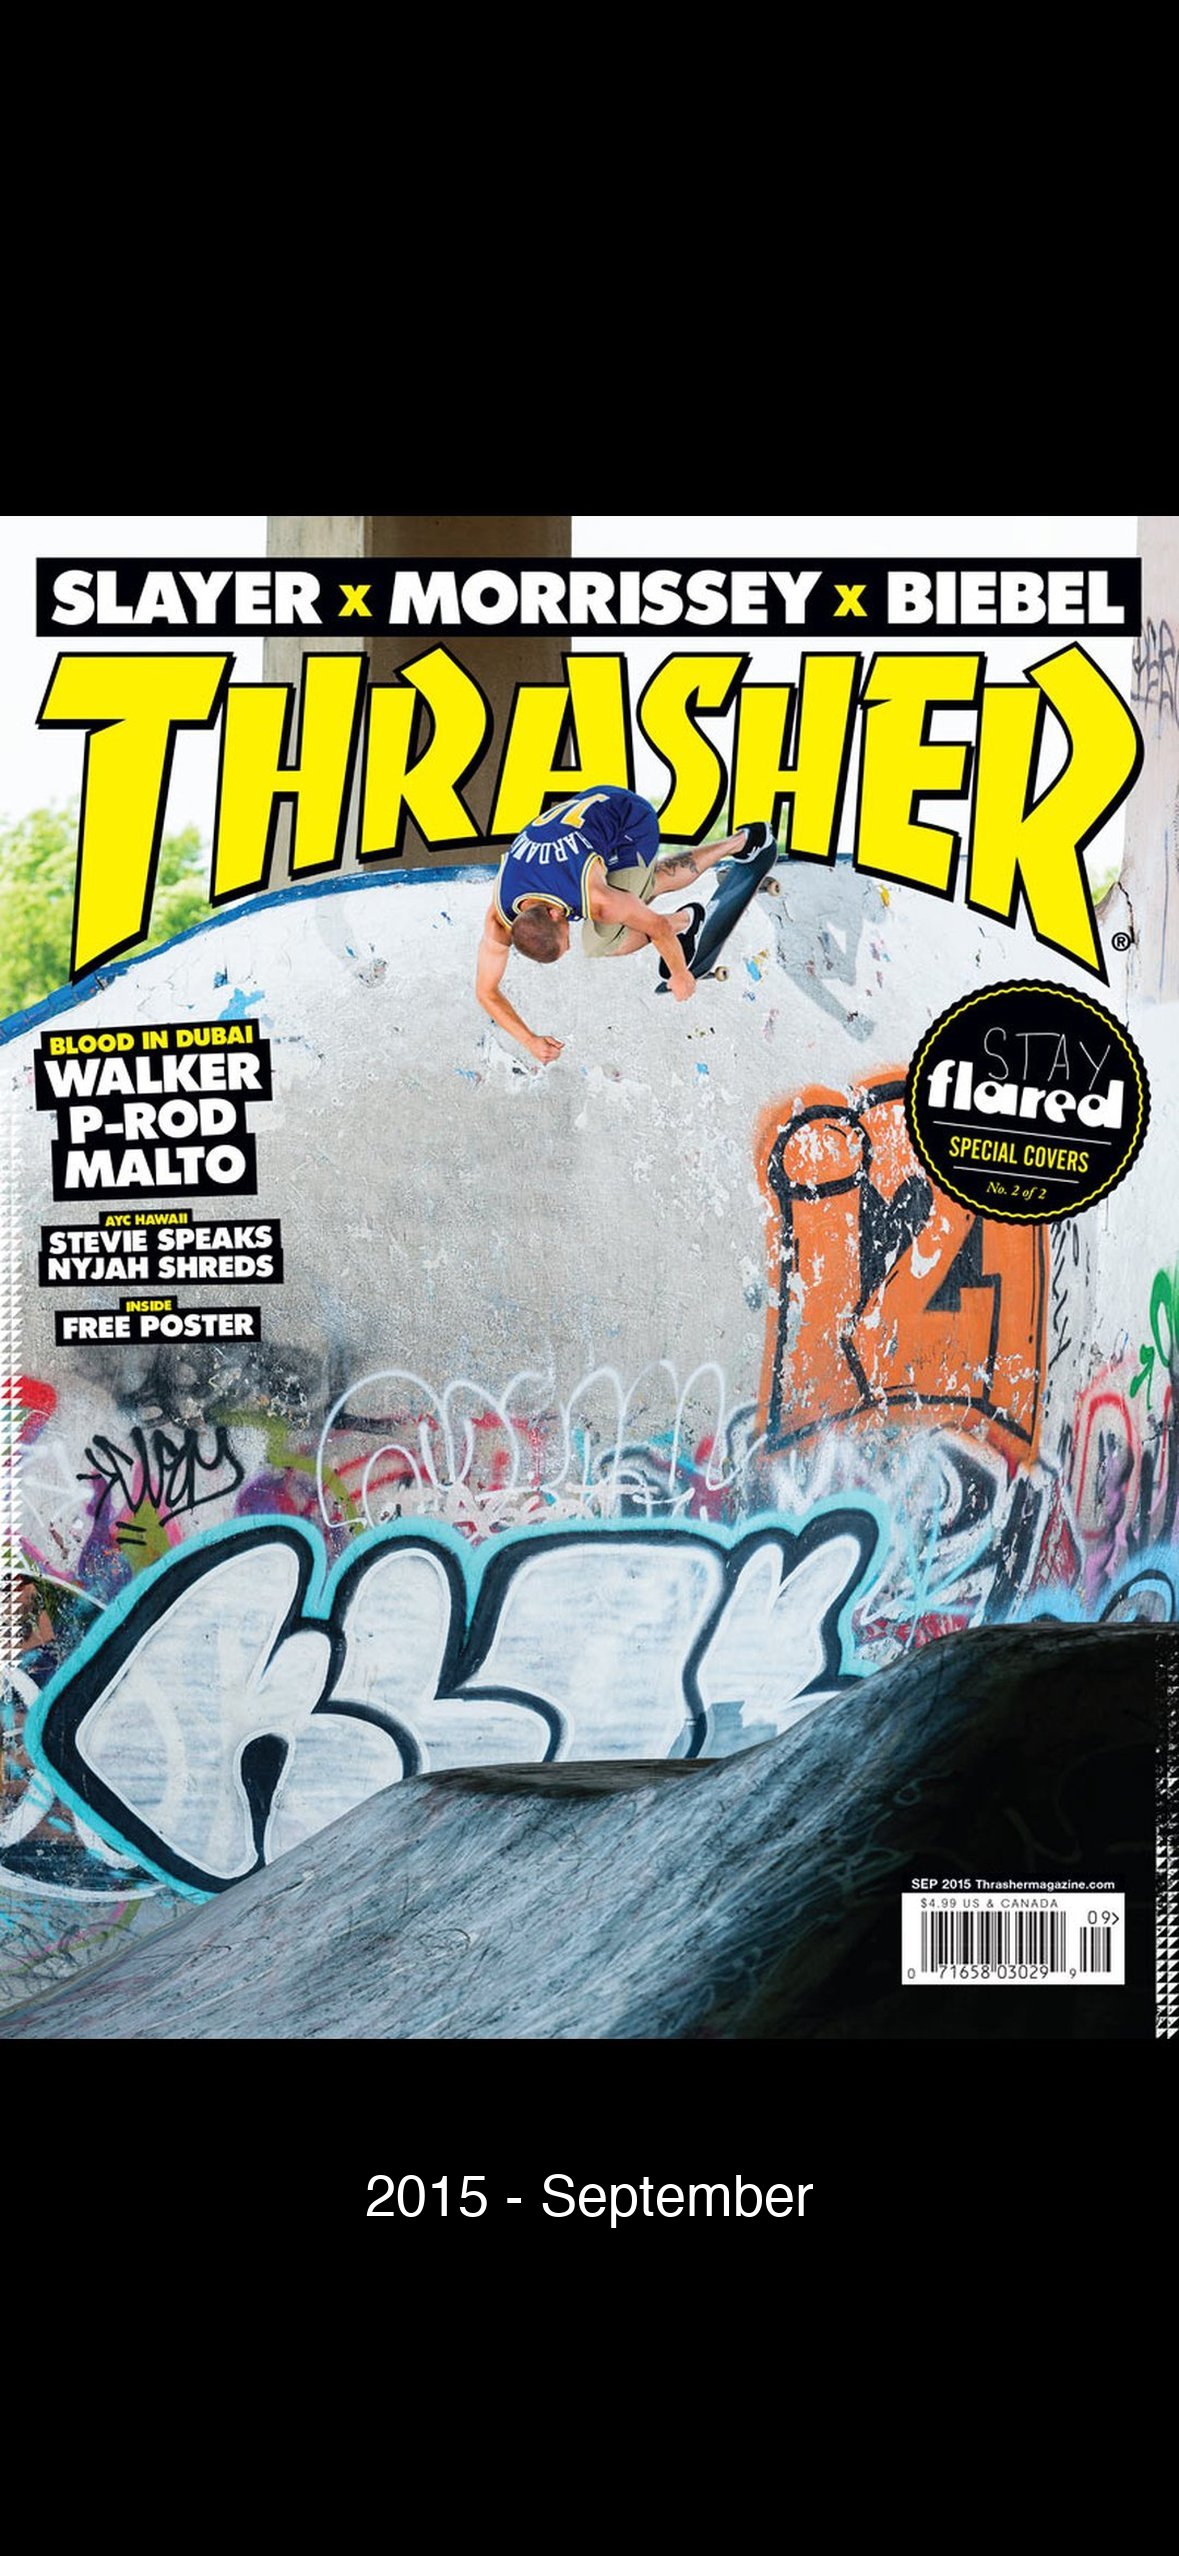 SLAYER x MORRISSEY x BIEBEL
THRASHER®
10
HARDAWAY
BLOOD IN DUBAI
WALKER
P-ROD
MALTO
AYC HAWAII
STEVIE SPEAKS
NYJAH SHREDS
INSIDE
FREE POSTER
STAY
flared
SPECIAL COVERS
No. 2 of 2
SEP 2015 Thrashermagazine.com
$4.99 US & CANADA
09>
0 71658 03029 9
2015 - September